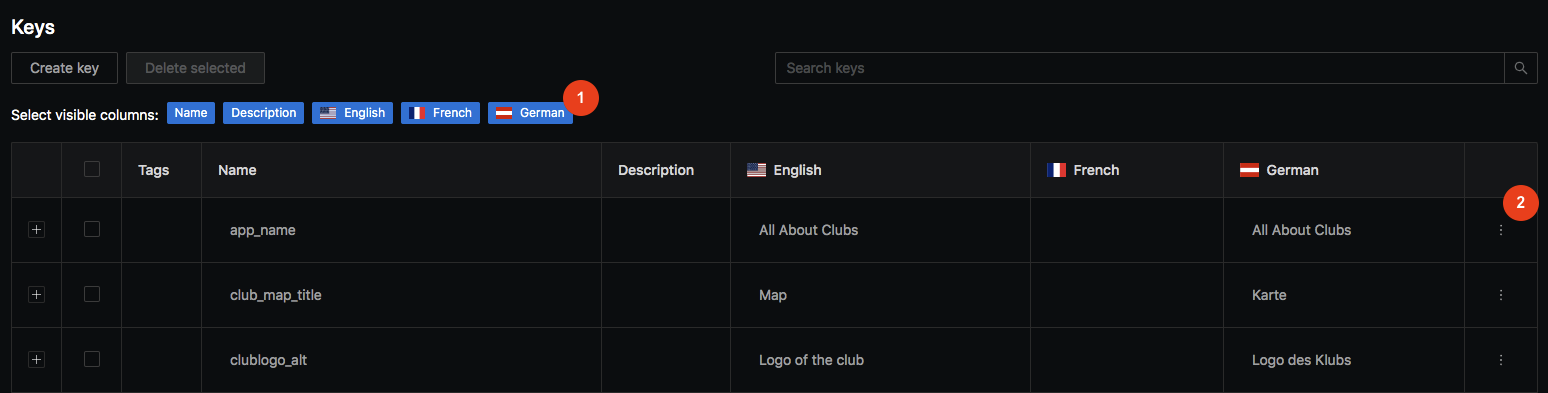 Keys
Create key Delete selected Search keys
Select visible columns: Name Description English French German 1
Tags Name Description English French German
2
app_name All About Clubs All About Clubs
club_map_title Map Karte
clublogo_alt Logo of the club Logo des Klubs